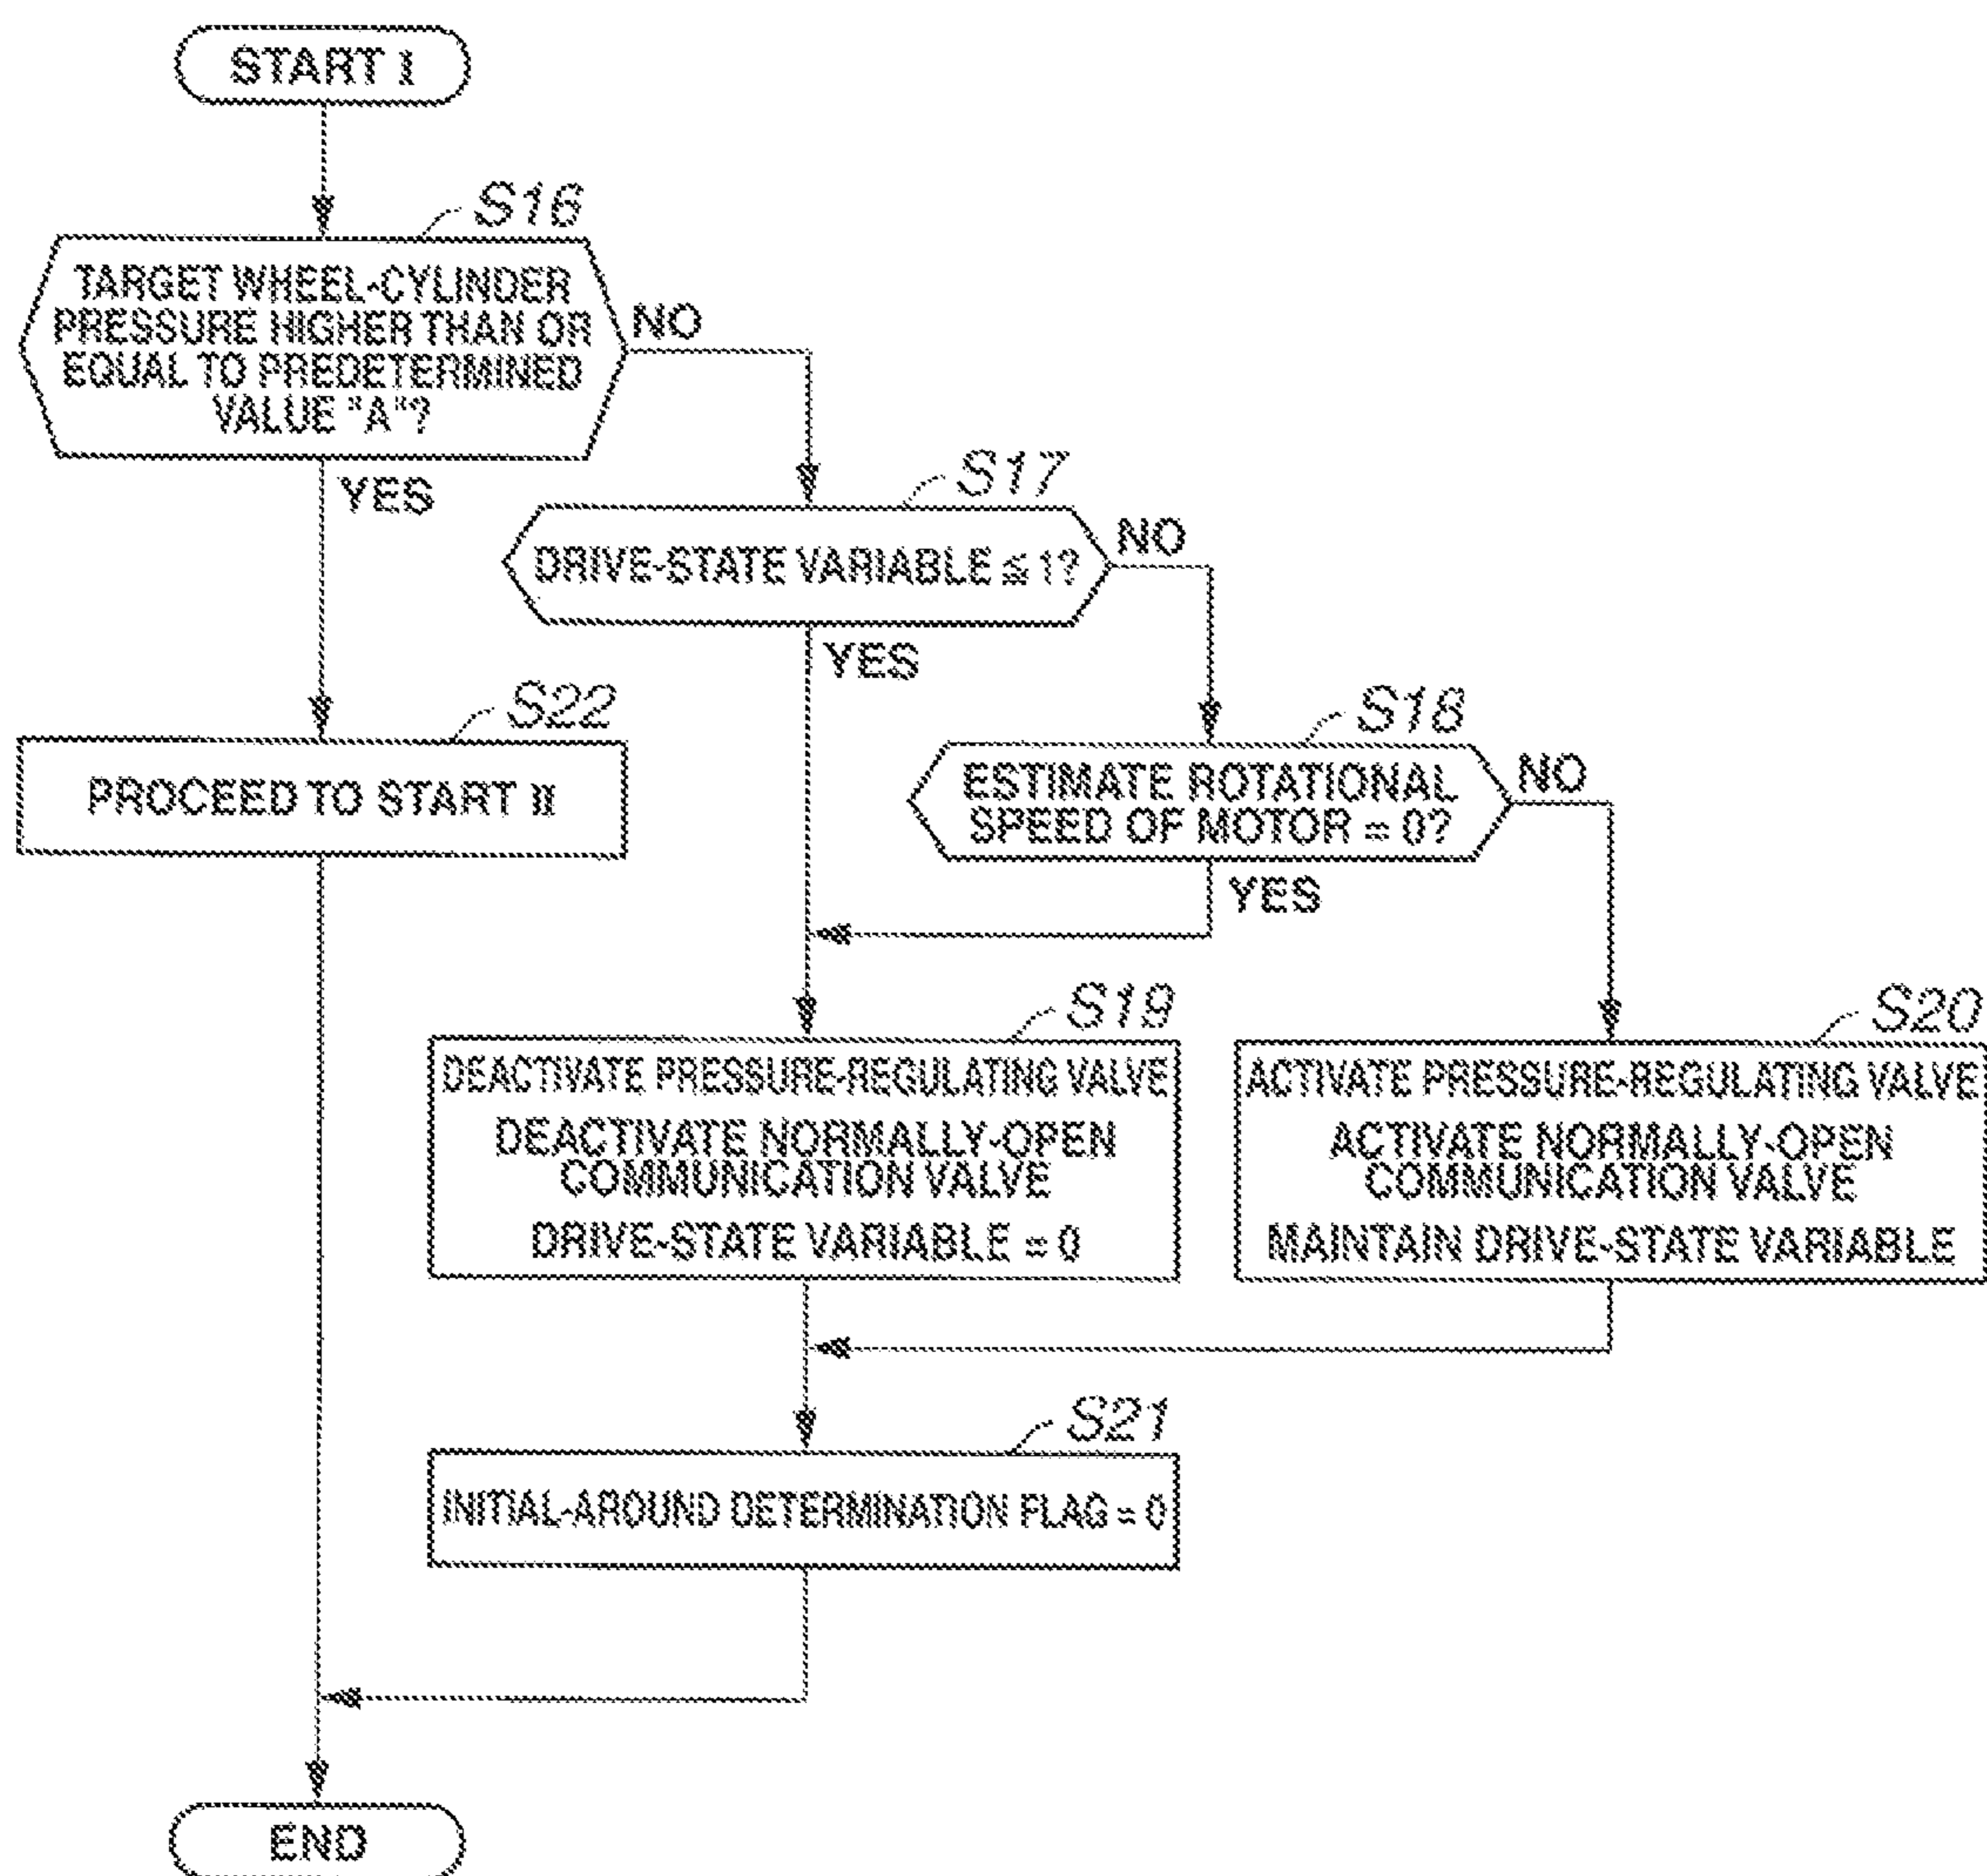 START I
S16
TARGET WHEEL-CYLINDER
PRESSURE HIGHER THAN OR
EQUAL TO PREDETERMINED
VALUE "A"?
NO
YES
S17
DRIVE-STATE VARIABLE ≦ 1?
NO
YES
S22
PROCEED TO START II
S18
ESTIMATE ROTATIONAL
SPEED OF MOTOR = 0?
NO
YES
S19
DEACTIVATE PRESSURE-REGULATING VALVE
DEACTIVATE NORMALLY-OPEN
COMMUNICATION VALVE
DRIVE-STATE VARIABLE = 0
S20
ACTIVATE PRESSURE-REGULATING VALVE
ACTIVATE NORMALLY-OPEN
COMMUNICATION VALVE
MAINTAIN DRIVE-STATE VARIABLE
S21
INITIAL-AROUND DETERMINATION FLAG = 0
END